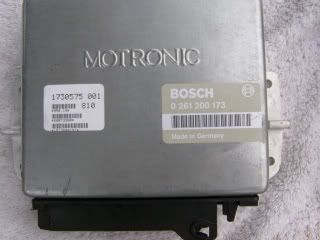 MOTRONIC
1730575 001
810
BOSCH
0 261 200 173
Made in Germany